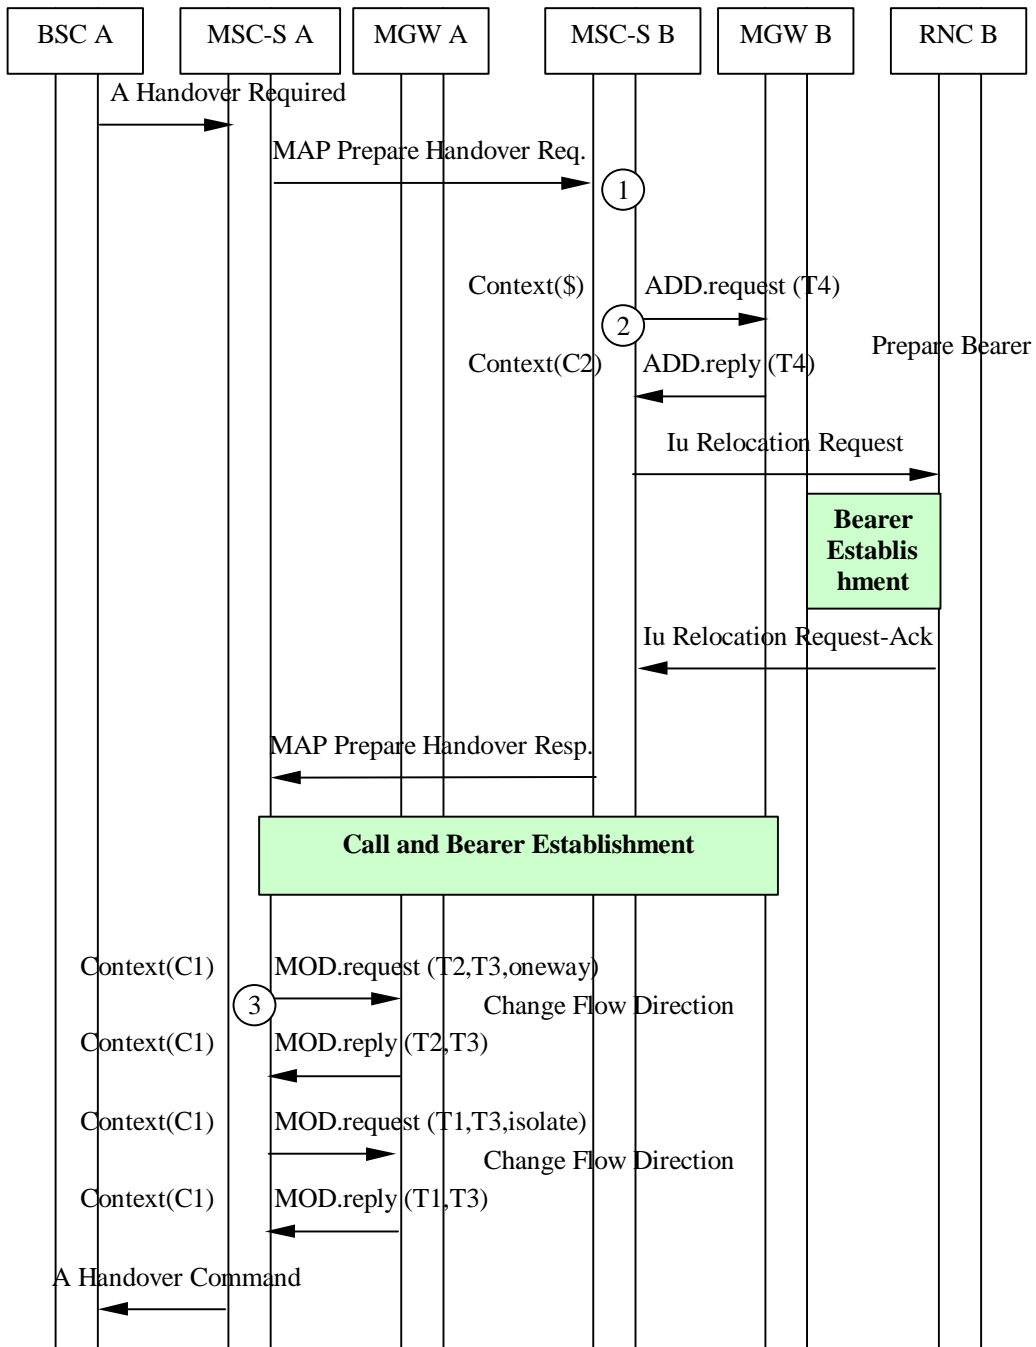 BSC A MSC-S A MGW A MSC-S B MGW B RNC B
A Handover Required
MAP Prepare Handover Req.
1
Context($) ADD.request (T4)
2
Prepare Bearer
Context(C2) ADD.reply (T4)
Iu Relocation Request
Bearer
Establis
hment
Iu Relocation Request-Ack
MAP Prepare Handover Resp.
Call and Bearer Establishment
Context(C1) MOD.request (T2,T3,oneway)
3
Change Flow Direction
Context(C1) MOD.reply (T2,T3)
Context(C1) MOD.request (T1,T3,isolate)
Change Flow Direction
Context(C1) MOD.reply (T1,T3)
A Handover Command